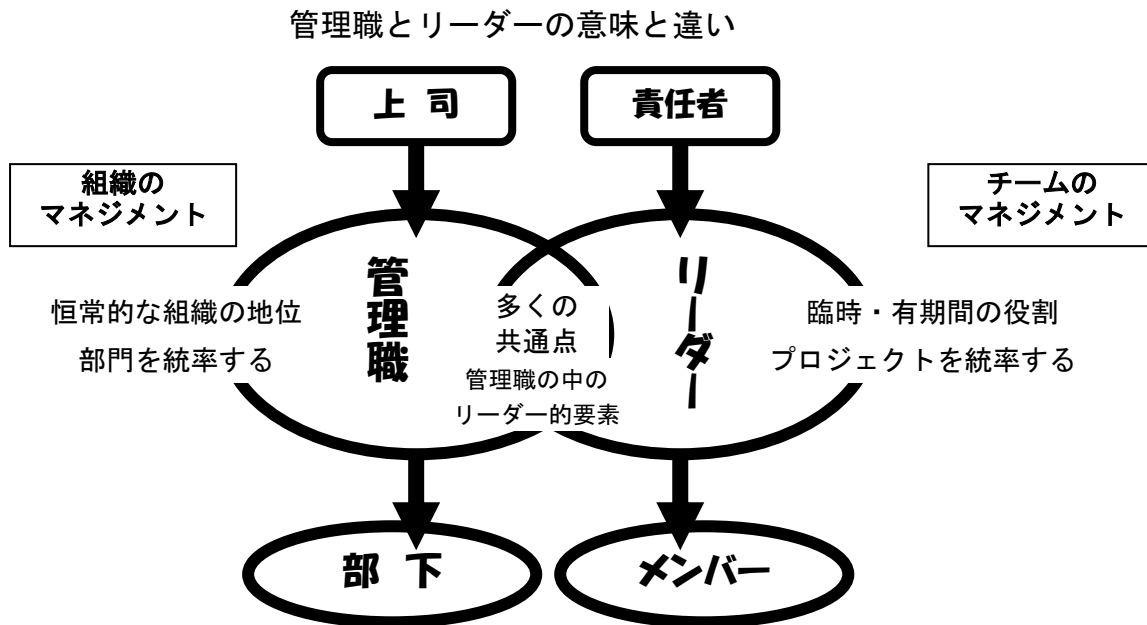 管理職とリーダーの意味と違い
上 司
責任者
組織の
マネジメント
チームの
マネジメント
管理職
リーダー
恒常的な組織の地位
部門を統率する
多くの
共通点
管理職の中の
リーダー的要素
臨時・有期間の役割
プロジェクトを統率する
部 下
メンバー